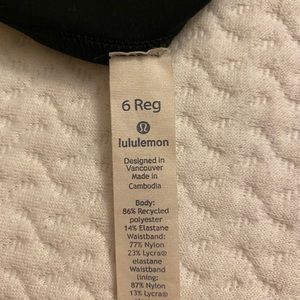 6 Reg
lululemon
Designed in
Vancouver
Made in
Cambodia
Body:
86% Recycled
polyester
14% Elastane
Waistband:
77% Nylon
23% Lycra®
elastane
Waistband
lining:
87% Nylon
13% Lycra®